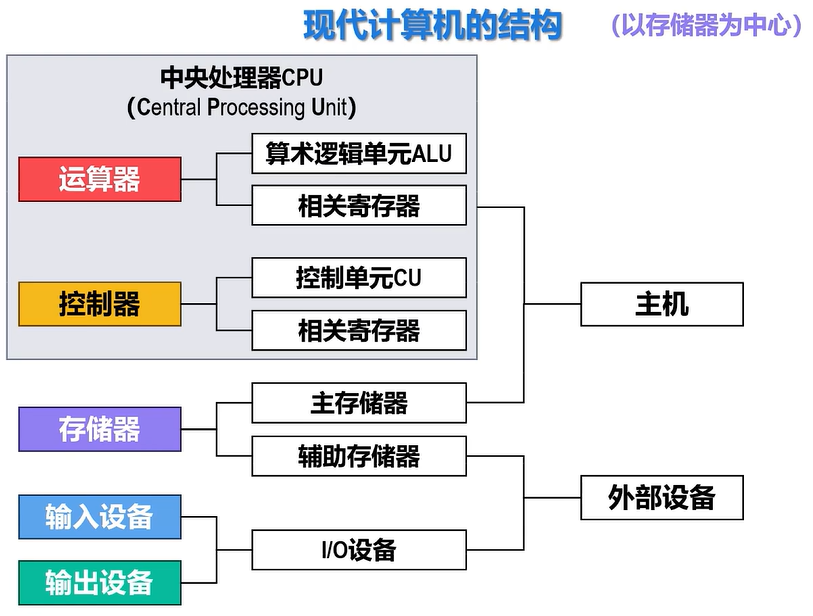 现代计算机的结构 （以存储器为中心）
中央处理器CPU
（Central Processing Unit）
运算器
算术逻辑单元ALU
相关寄存器
控制器
控制单元CU
相关寄存器
主机
存储器
主存储器
辅助存储器
外部设备
输入设备
I/O设备
输出设备